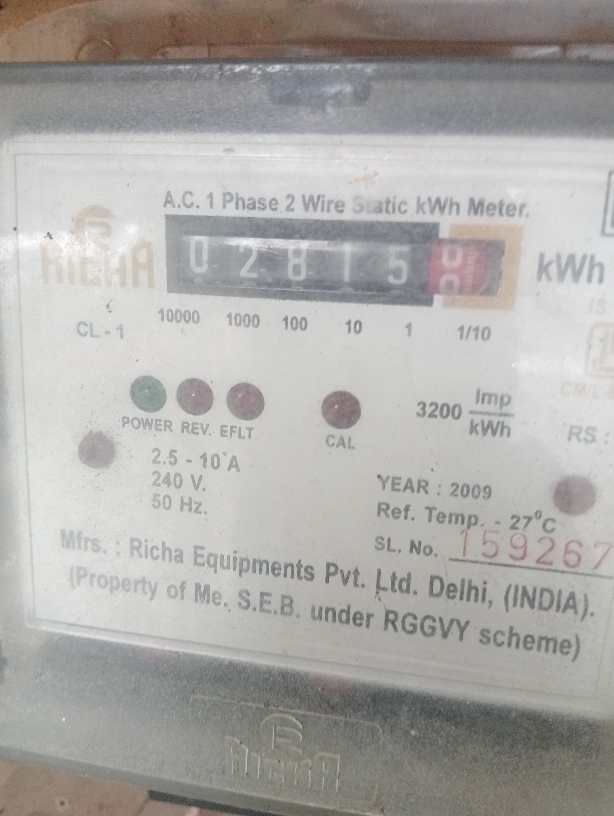 A.C. 1 Phase 2 Wire Static kWh Meter.
RICHA
0 2 8 1 5
kWh
10000 1000 100 10 1 1/10
CL - 1
3200 Imp/kWh
POWER REV. EFLT
CAL
RS :
2.5 - 10 A
240 V.
50 Hz.
YEAR : 2009
Ref. Temp. - 27°C
SL. No. 159267
Mfrs. : Richa Equipments Pvt. Ltd. Delhi, (INDIA).
(Property of Me. S.E.B. under RGGVY scheme)
RICHA